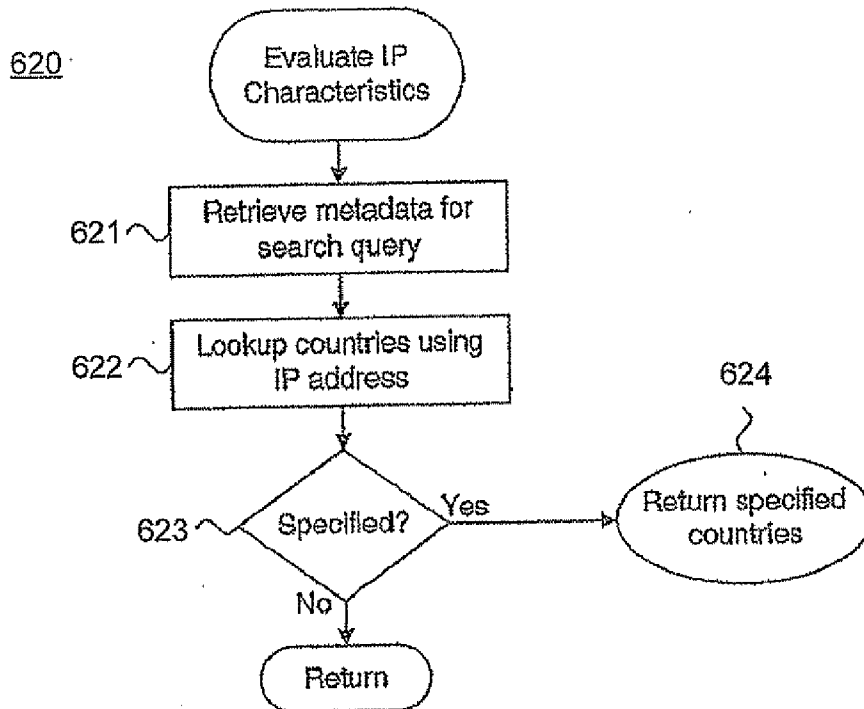 620
Evaluate IP
Characteristics
621
Retrieve metadata for
search query
622
Lookup countries using
IP address
623
Specified?
Yes
624
Return specified
countries
No
Return